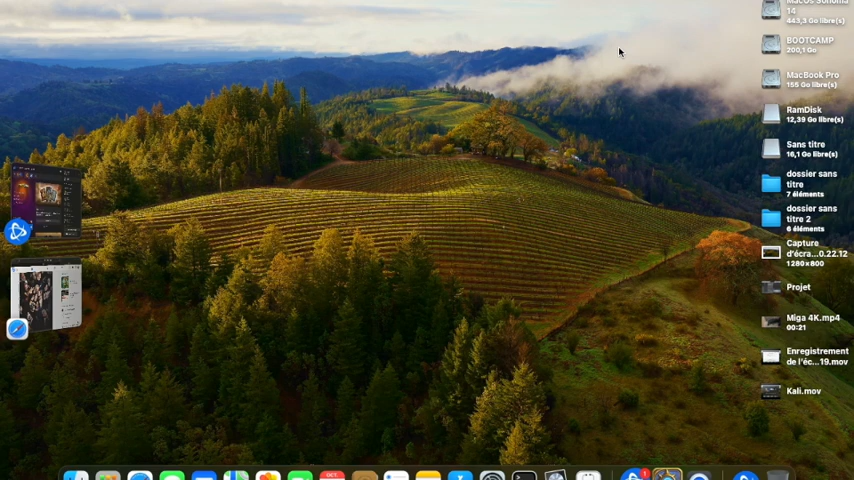 MacOs Sonoma
14
443,3 Go libre(s)
BOOTCAMP
200,1 Go
MacBook Pro
155 Go libre(s)
RamDisk
12,39 Go libre(s)
Sans titre
16,1 Go libre(s)
dossier sans
titre
7 éléments
dossier sans
titre 2
6 éléments
Capture
d'écra...0.22.12
1280×800
Projet
Miga 4K.mp4
00:21
Enregistrement
de l'éc...19.mov
Kali.mov
1